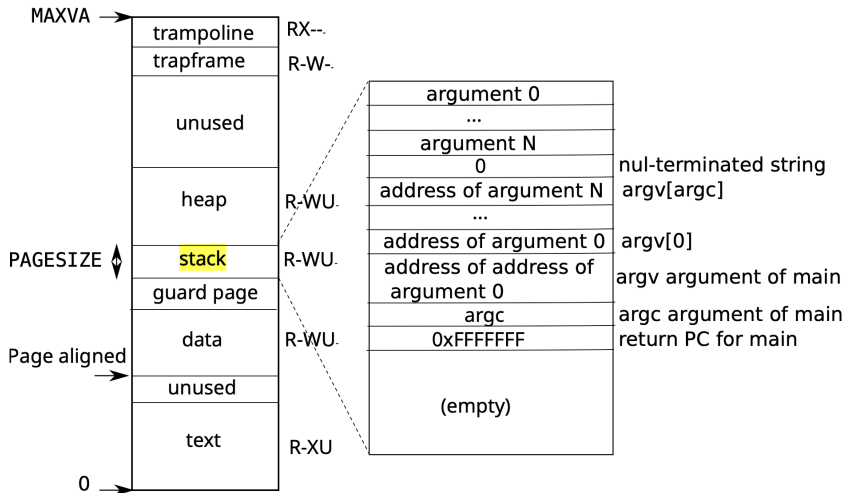 MAXVA
trampoline RX--
trapframe R-W-
unused
heap R-WU
PAGESIZE stack R-WU
guard page
data R-WU
Page aligned
unused
text R-XU
0
argument 0
...
argument N
0 nul-terminated string
address of argument N argv[argc]
...
address of argument 0 argv[0]
address of address of
argument 0 argv argument of main
argc argc argument of main
0xFFFFFFF return PC for main
(empty)